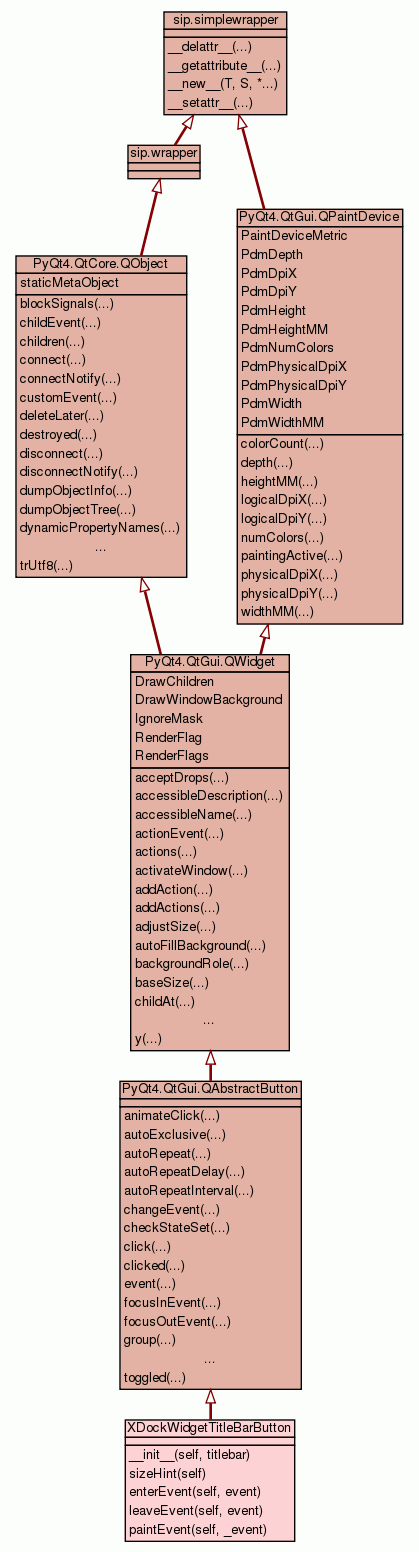 sip.simplewrapper
__delattr__(...)
__getattribute__(...)
__new__(T, S, *...)
__setattr__(...)
sip.wrapper
PyQt4.QtGui.QPaintDevice
PaintDeviceMetric
PdmDepth
PdmDpiX
PdmDpiY
PdmHeight
PdmHeightMM
PdmNumColors
PdmPhysicalDpiX
PdmPhysicalDpiY
PdmWidth
PdmWidthMM
colorCount(...)
depth(...)
heightMM(...)
logicalDpiX(...)
logicalDpiY(...)
numColors(...)
paintingActive(...)
physicalDpiX(...)
physicalDpiY(...)
widthMM(...)
PyQt4.QtCore.QObject
staticMetaObject
blockSignals(...)
childEvent(...)
children(...)
connect(...)
connectNotify(...)
customEvent(...)
deleteLater(...)
destroyed(...)
disconnect(...)
disconnectNotify(...)
dumpObjectInfo(...)
dumpObjectTree(...)
dynamicPropertyNames(...)
...
trUtf8(...)
PyQt4.QtGui.QWidget
DrawChildren
DrawWindowBackground
IgnoreMask
RenderFlag
RenderFlags
acceptDrops(...)
accessibleDescription(...)
accessibleName(...)
actionEvent(...)
actions(...)
activateWindow(...)
addAction(...)
addActions(...)
adjustSize(...)
autoFillBackground(...)
backgroundRole(...)
baseSize(...)
childAt(...)
...
y(...)
PyQt4.QtGui.QAbstractButton
animateClick(...)
autoExclusive(...)
autoRepeat(...)
autoRepeatDelay(...)
autoRepeatInterval(...)
changeEvent(...)
checkStateSet(...)
click(...)
clicked(...)
event(...)
focusInEvent(...)
focusOutEvent(...)
group(...)
...
toggled(...)
XDockWidgetTitleBarButton
__init__(self, titlebar)
sizeHint(self)
enterEvent(self, event)
leaveEvent(self, event)
paintEvent(self, _event)